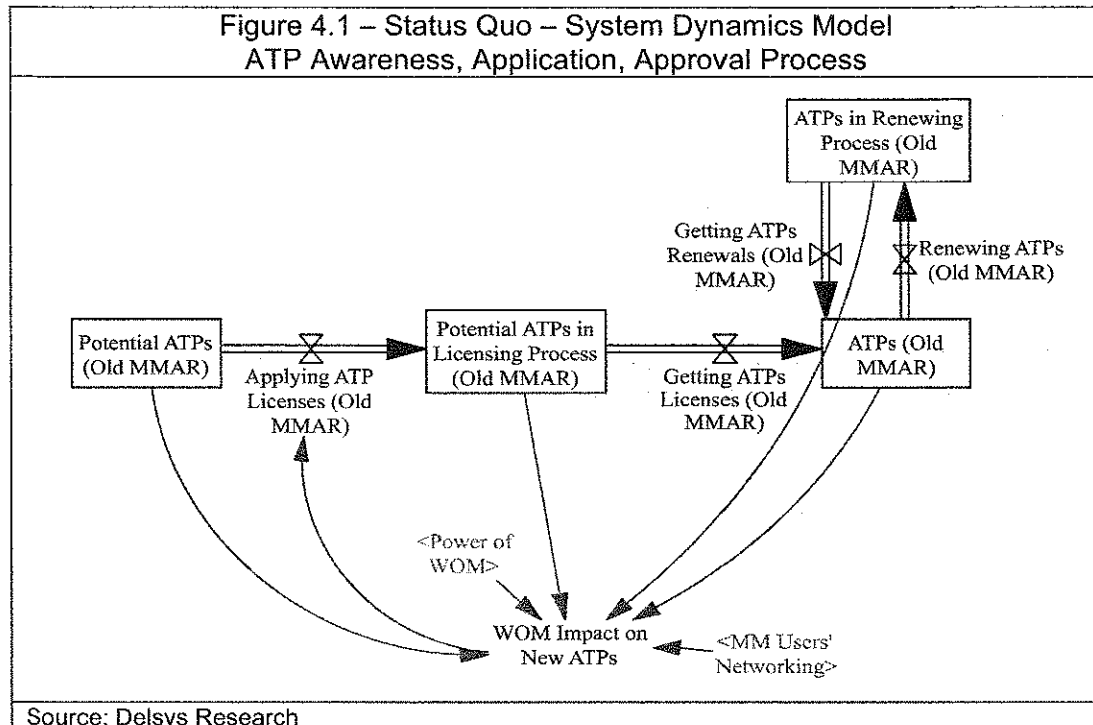 Figure 4.1 – Status Quo – System Dynamics Model
ATP Awareness, Application, Approval Process
ATPs in Renewing
Process (Old
MMAR)
Getting ATPs
Renewals (Old
MMAR)
Renewing ATPs
(Old MMAR)
Potential ATPs
(Old MMAR)
Applying ATP
Licenses (Old
MMAR)
Potential ATPs in
Licensing Process
(Old MMAR)
Getting ATPs
Licenses (Old
MMAR)
ATPs (Old
MMAR)
<Power of
WOM>
WOM Impact on
New ATPs
<MM Users'
Networking>
Source: Delsys Research